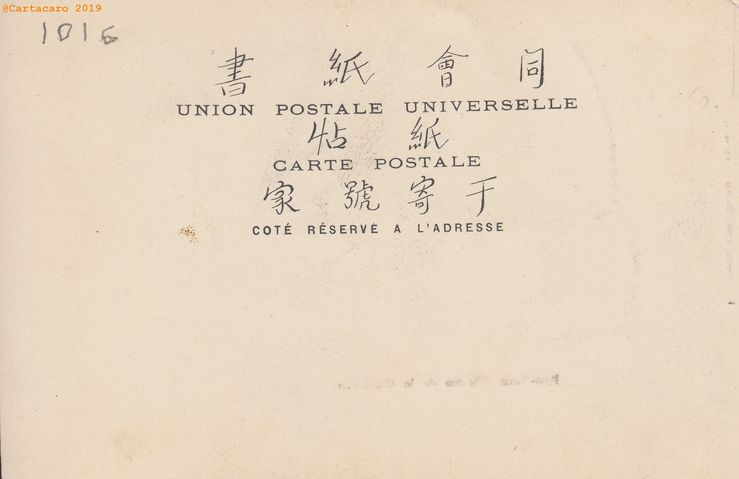 @Cartacaro 2019
1016
書 紙 會 同
UNION POSTALE UNIVERSELLE
帖 紙
CARTE POSTALE
家 號 寄 于
COTÉ RÉSERVÉ A L'ADRESSE